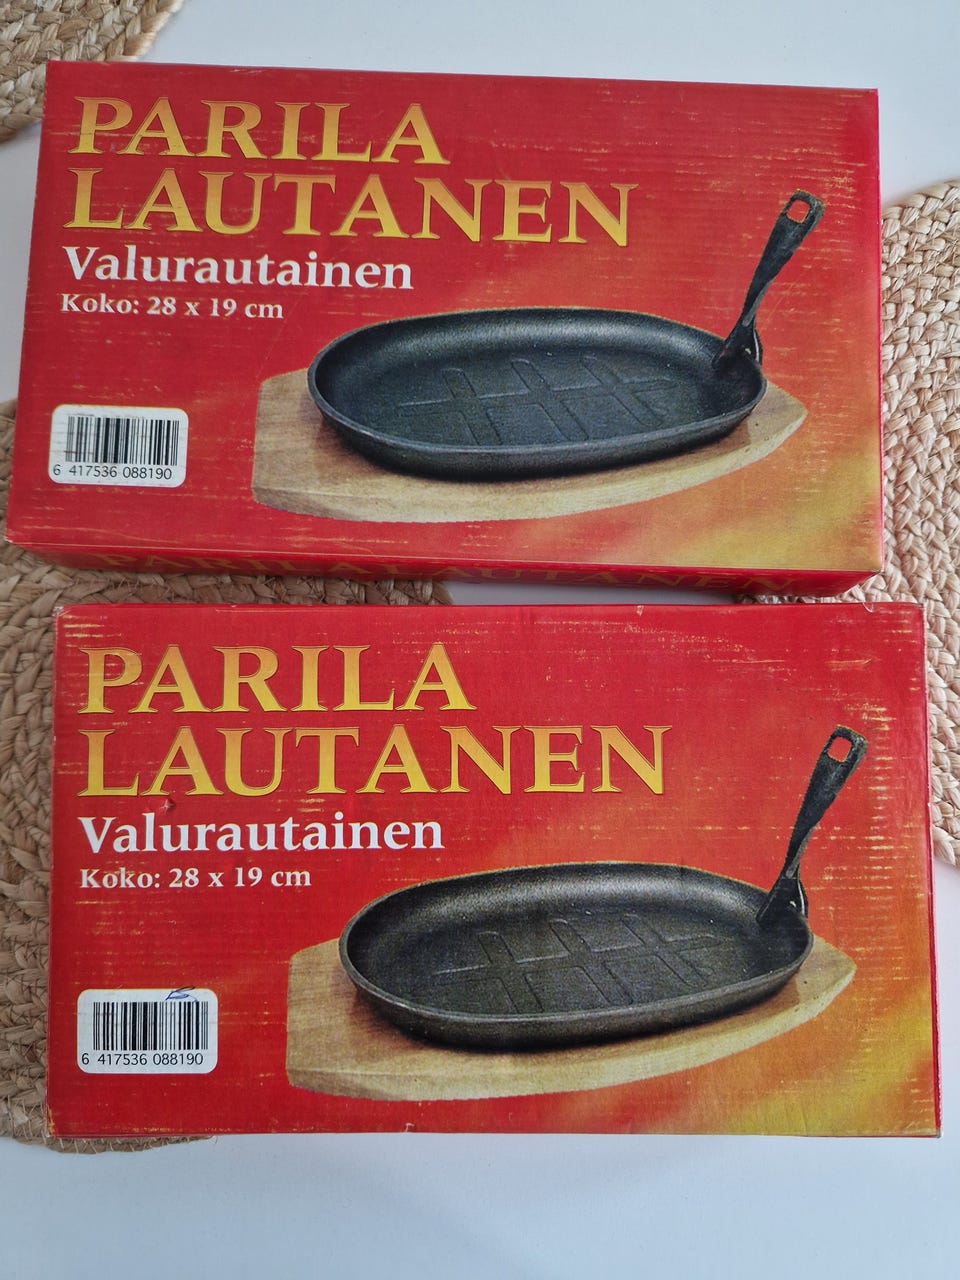 PARILA
LAUTANEN
Valurautainen
Koko: 28 x 19 cm
6 417536 088190
PARILALAUTANEN
PARILA
LAUTANEN
Valurautainen
Koko: 28 x 19 cm
6 417536 088190